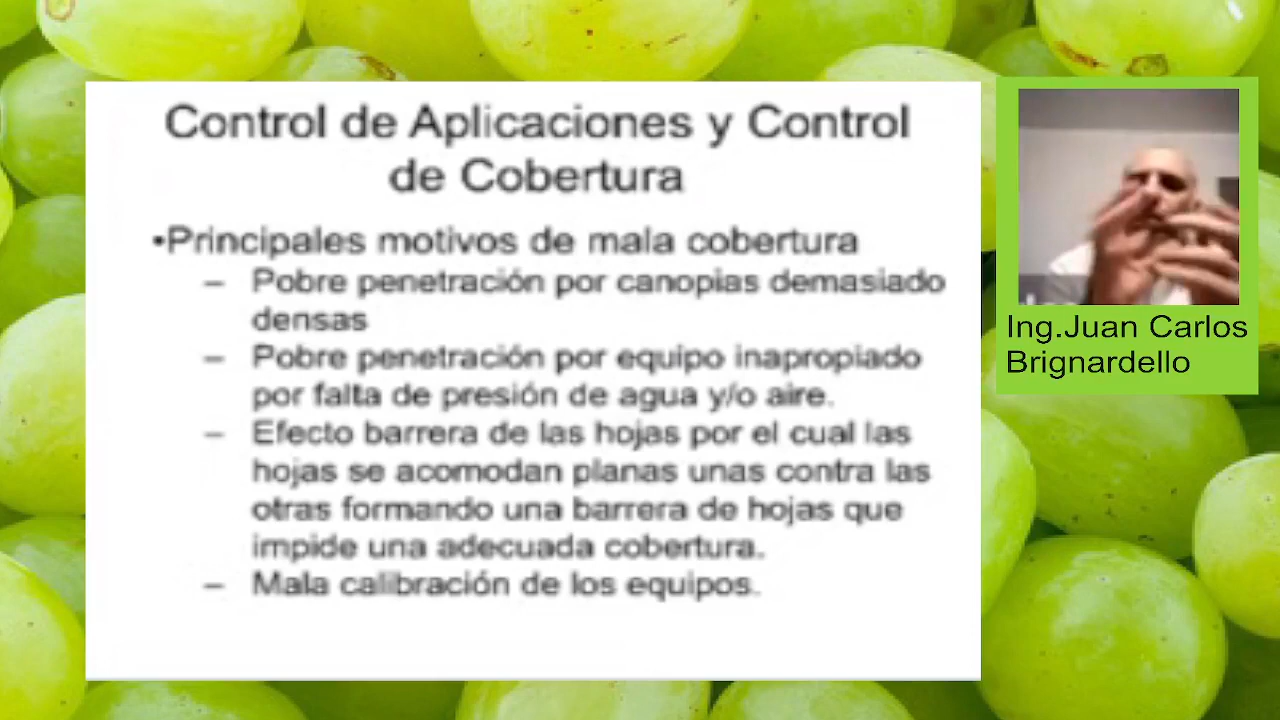 Control de Aplicaciones y Control
de Cobertura
•Principales motivos de mala cobertura
– Pobre penetración por canopias demasiado
densas
– Pobre penetración por equipo inapropiado
por falta de presión de agua y/o aire.
– Efecto barrera de las hojas por el cual las
hojas se acomodan planas unas contra las
otras formando una barrera de hojas que
impide una adecuada cobertura.
– Mala calibración de los equipos.
Ing.Juan Carlos
Brignardello